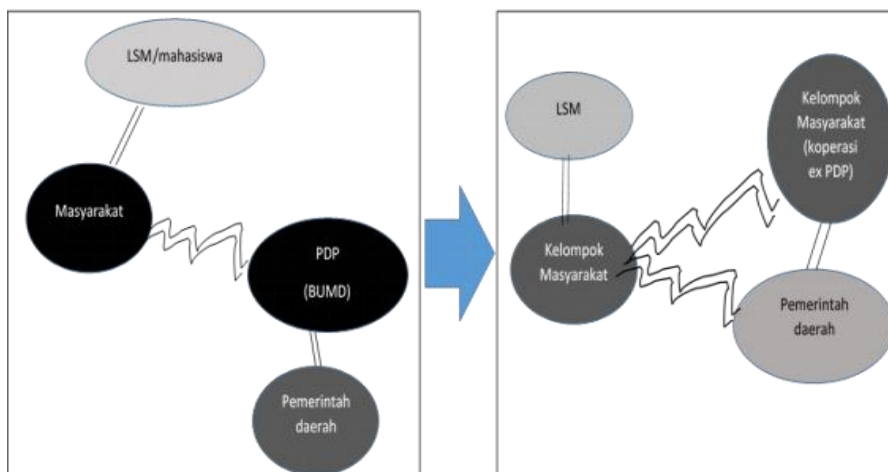 LSM/mahasiswa
Masyarakat
PDP
(BUMD)
Pemerintah
daerah
LSM
Kelompok
Masyarakat
(koperasi
ex PDP)
Kelompok
Masyarakat
Pemerintah
daerah